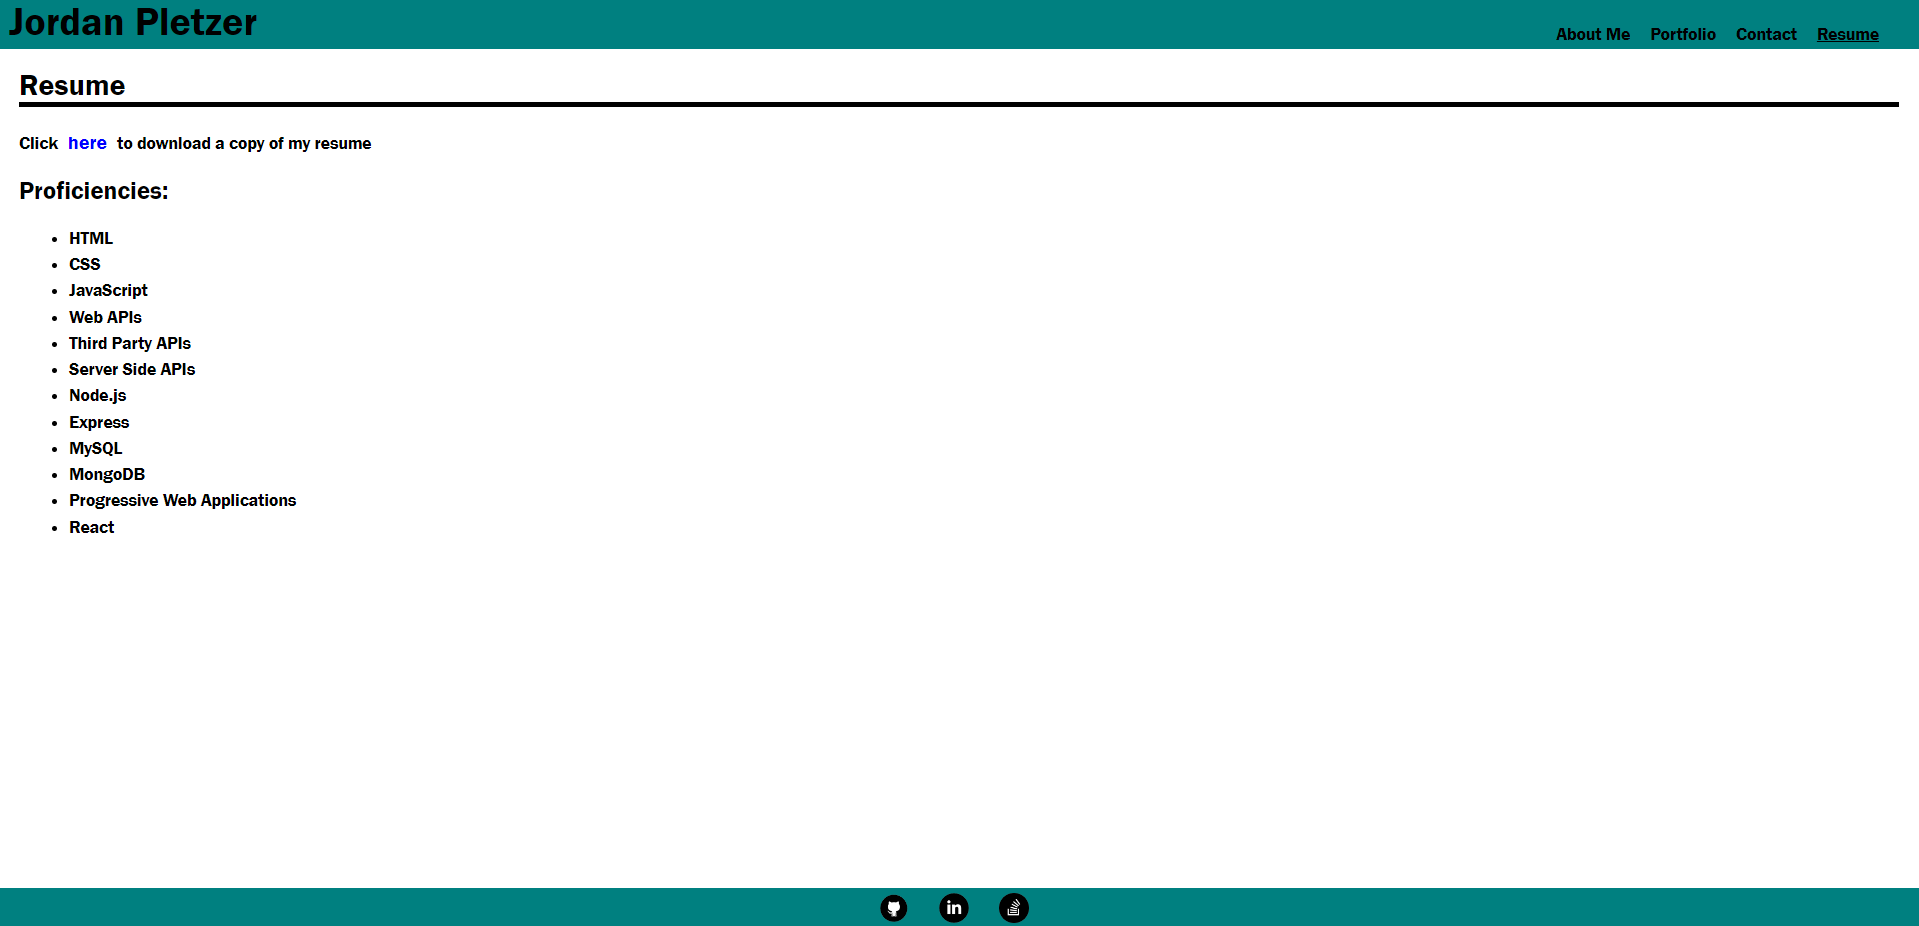 Jordan Pletzer
About Me Portfolio Contact Resume
Resume
Click here to download a copy of my resume
Proficiencies:
HTML
CSS
JavaScript
Web APIs
Third Party APIs
Server Side APIs
Node.js
Express
MySQL
MongoDB
Progressive Web Applications
React
in